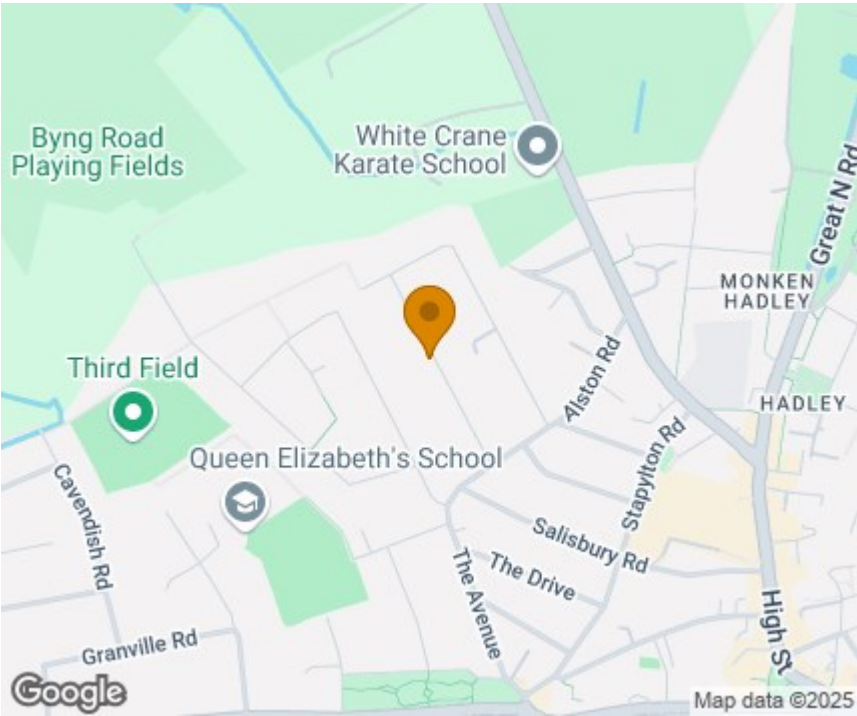 Byng Road
Playing Fields
White Crane
Karate School
Great N Rd
MONKEN
HADLEY
Third Field
Alston Rd
HADLEY
Queen Elizabeth's School
Stapylton Rd
Cavendish Rd
Salisbury Rd
The Drive
The Avenue
High St
Granville Rd
Google
Map data ©2025